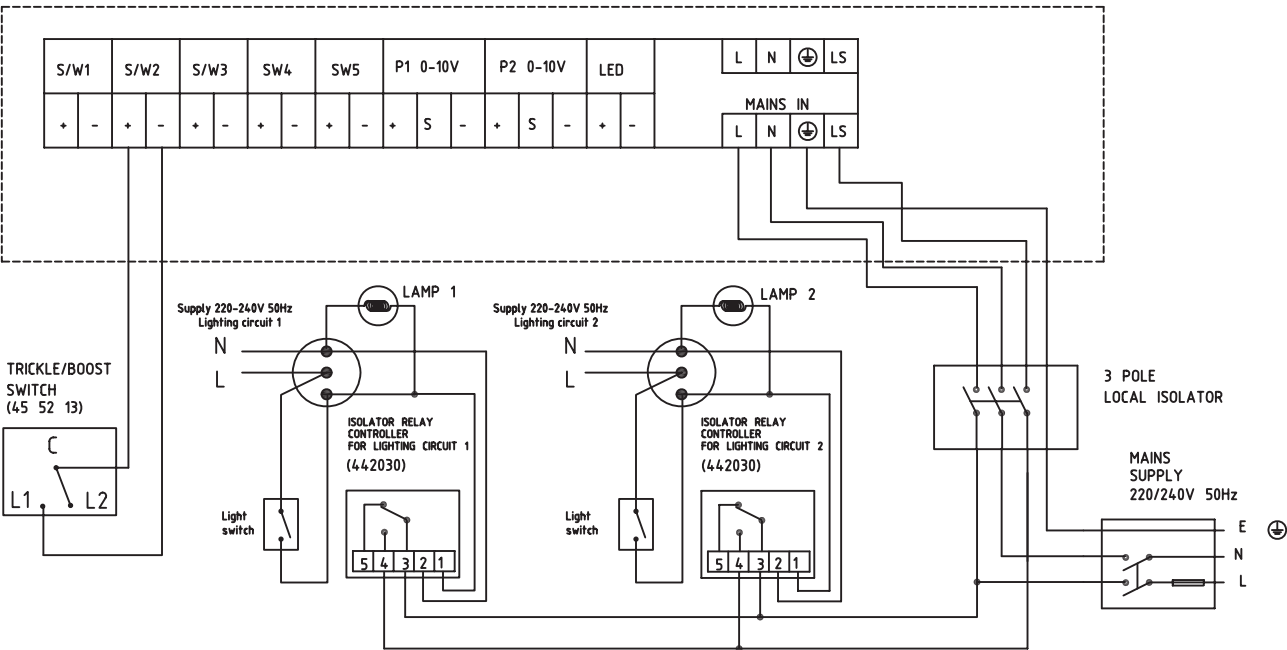 S/W1 S/W2 S/W3 SW4 SW5 P1 0-10V P2 0-10V LED
L N LS
MAINS IN
+ - + - + - + - + - + S - + S - + -
L N LS
LAMP 1
LAMP 2
Supply 220-240V 50Hz
Lighting circuit 1
N
L
Supply 220-240V 50Hz
Lighting circuit 2
N
L
TRICKLE/BOOST
SWITCH
(45 52 13)
C
L1 L2
ISOLATOR RELAY
CONTROLLER
FOR LIGHTING CIRCUIT 1
(442030)
ISOLATOR RELAY
CONTROLLER
FOR LIGHTING CIRCUIT 2
(442030)
3 POLE
LOCAL ISOLATOR
MAINS
SUPPLY
220/240V 50Hz
Light
switch
Light
switch
5 4 3 2 1
5 4 3 2 1
E
N
L